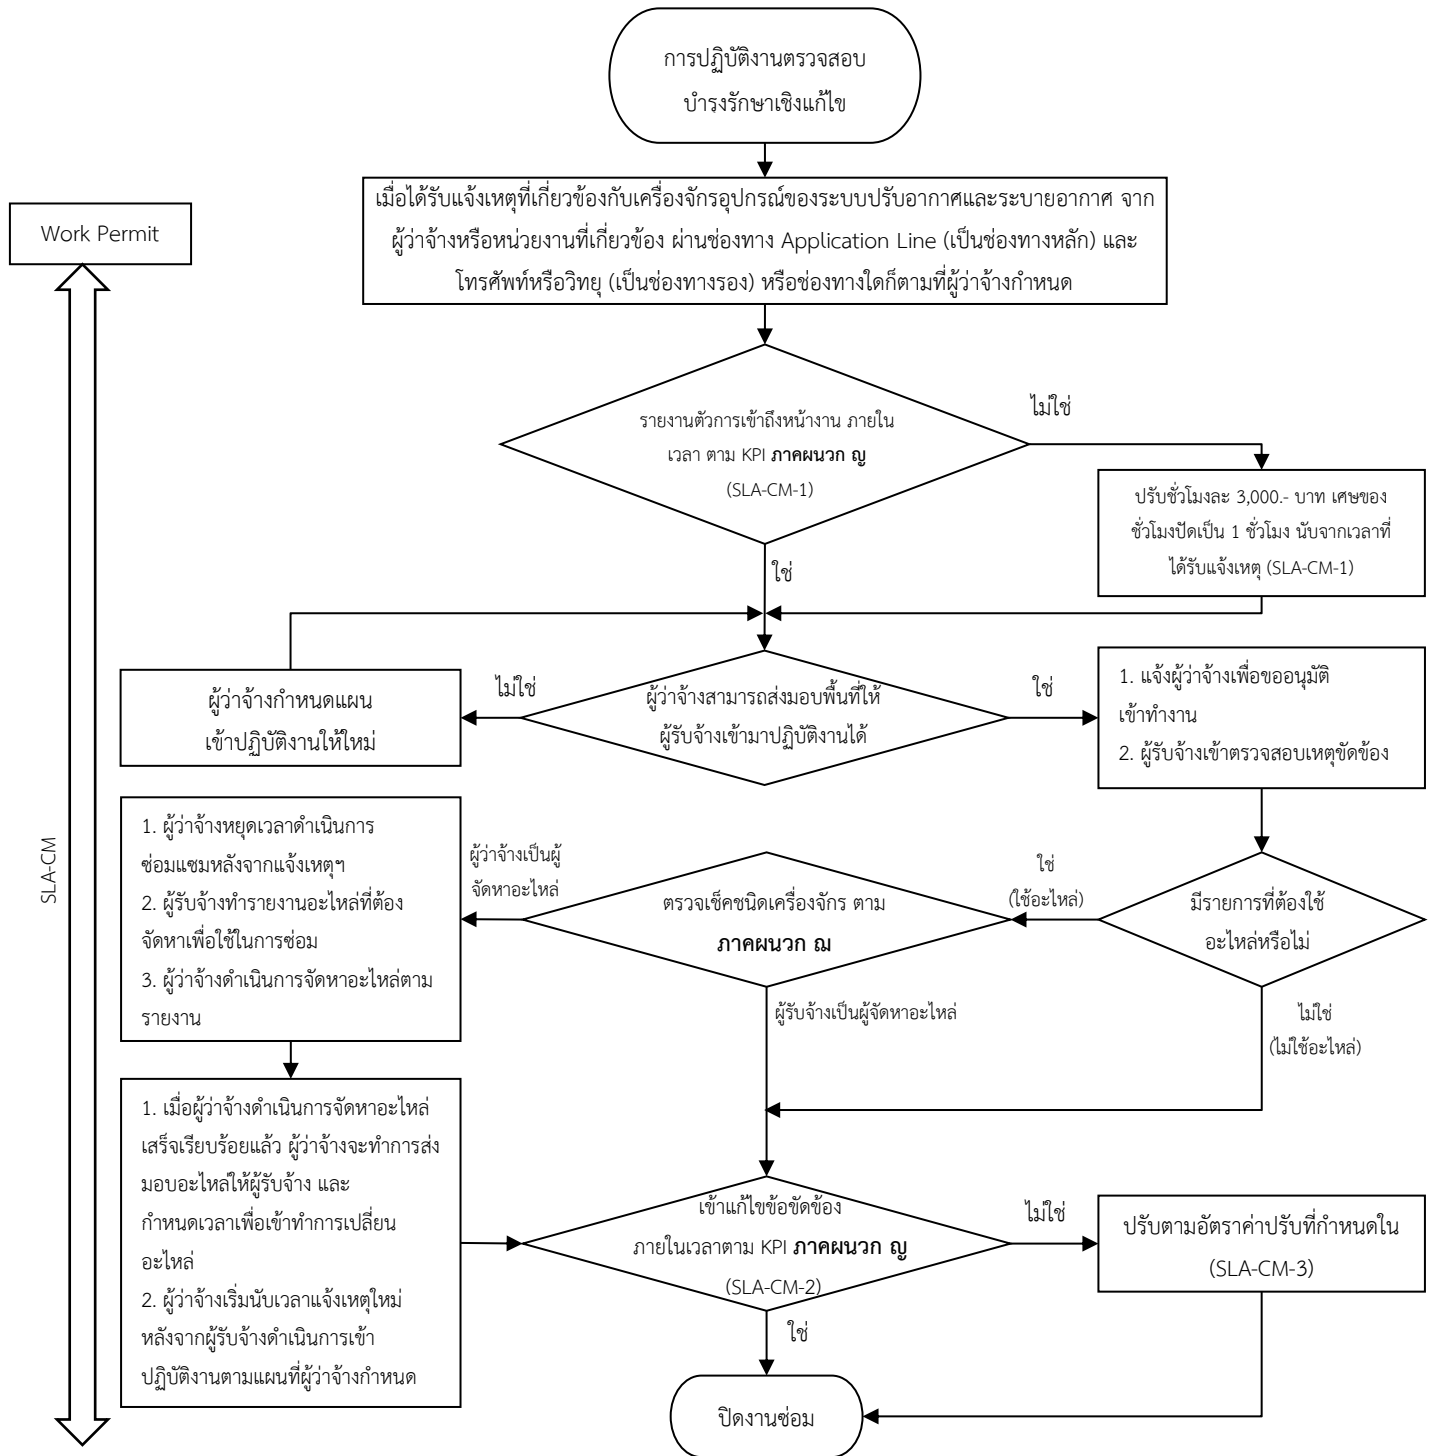 การปฏิบัติงานตรวจสอบ
บำรุงรักษาเชิงแก้ไข
เมื่อได้รับแจ้งเหตุที่เกี่ยวข้องกับเครื่องจักรอุปกรณ์ของระบบปรับอากาศและระบายอากาศ จาก
ผู้ว่าจ้างหรือหน่วยงานที่เกี่ยวข้อง ผ่านช่องทาง Application Line (เป็นช่องทางหลัก) และ
โทรศัพท์หรือวิทยุ (เป็นช่องทางรอง) หรือช่องทางใดก็ตามที่ผู้ว่าจ้างกำหนด
Work Permit
SLA-CM
รายงานตัวการเข้าถึงหน้างาน ภายใน
เวลา ตาม KPI ภาคผนวก ญ
(SLA-CM-1)
ไม่ใช่
ปรับชั่วโมงละ 3,000.- บาท เศษของ
ชั่วโมงปัดเป็น 1 ชั่วโมง นับจากเวลาที่
ได้รับแจ้งเหตุ (SLA-CM-1)
ใช่
ผู้ว่าจ้างกำหนดแผน
เข้าปฏิบัติงานให้ใหม่
ไม่ใช่
ผู้ว่าจ้างสามารถส่งมอบพื้นที่ให้
ผู้รับจ้างเข้ามาปฏิบัติงานได้
ใช่
1. แจ้งผู้ว่าจ้างเพื่อขออนุมัติ
เข้าทำงาน
2. ผู้รับจ้างเข้าตรวจสอบเหตุขัดข้อง
1. ผู้ว่าจ้างหยุดเวลาดำเนินการ
ซ่อมแซมหลังจากแจ้งเหตุฯ
2. ผู้รับจ้างทำรายงานอะไหล่ที่ต้อง
จัดหาเพื่อใช้ในการซ่อม
3. ผู้ว่าจ้างดำเนินการจัดหาอะไหล่ตาม
รายงาน
ผู้ว่าจ้างเป็นผู้
จัดหาอะไหล่
ตรวจเช็คชนิดเครื่องจักร ตาม
ภาคผนวก ฌ
ใช่
(ใช้อะไหล่)
มีรายการที่ต้องใช้
อะไหล่หรือไม่
ผู้รับจ้างเป็นผู้จัดหาอะไหล่
ไม่ใช่
(ไม่ใช้อะไหล่)
1. เมื่อผู้ว่าจ้างดำเนินการจัดหาอะไหล่
เสร็จเรียบร้อยแล้ว ผู้ว่าจ้างจะทำการส่ง
มอบอะไหล่ให้ผู้รับจ้าง และ
กำหนดเวลาเพื่อเข้าทำการเปลี่ยน
อะไหล่
2. ผู้ว่าจ้างเริ่มนับเวลาแจ้งเหตุใหม่
หลังจากผู้รับจ้างดำเนินการเข้า
ปฏิบัติงานตามแผนที่ผู้ว่าจ้างกำหนด
เข้าแก้ไขข้อขัดข้อง
ภายในเวลาตาม KPI ภาคผนวก ญ
(SLA-CM-2)
ไม่ใช่
ปรับตามอัตราค่าปรับที่กำหนดใน
(SLA-CM-3)
ใช่
ปิดงานซ่อม